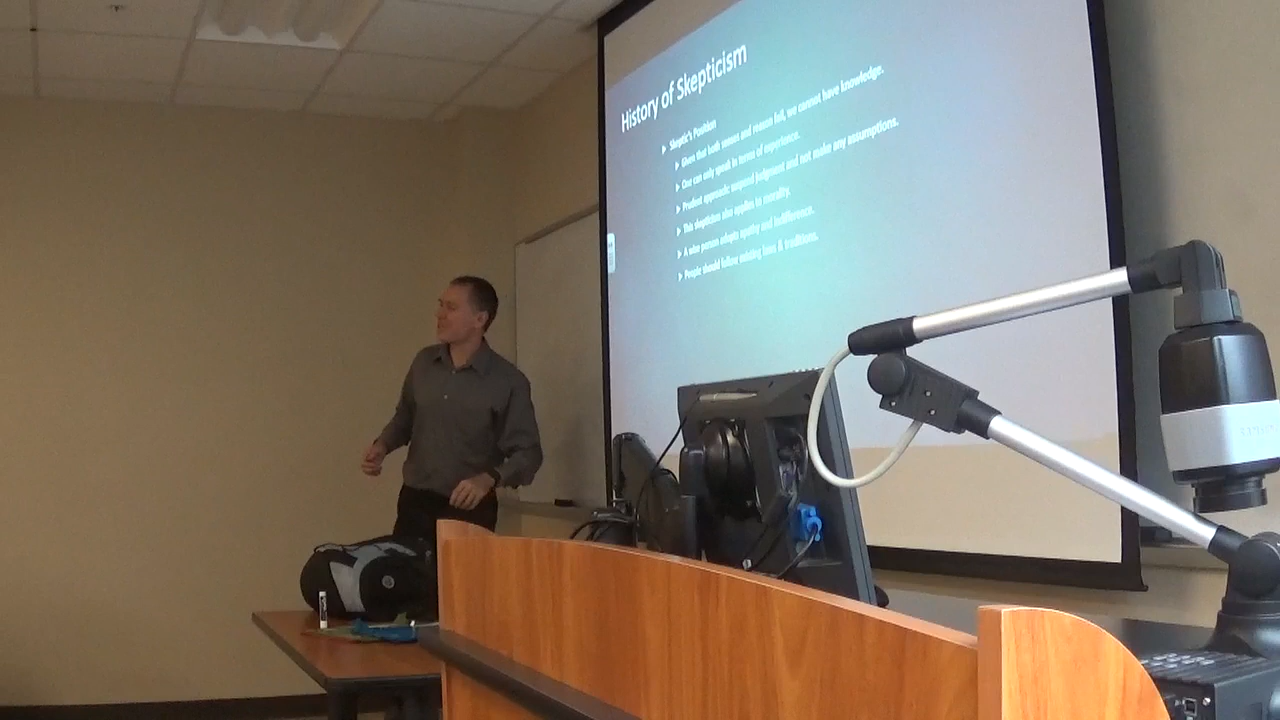 History of Skepticism
Skeptic's Position
Given that both senses and reason fail, we cannot have knowledge.
One can only speak in terms of experience.
Prudent approach: suspend judgment and not make any assumptions.
This skepticism also applies to morality.
A wise person adopts apathy and indifference.
People should follow existing laws & traditions.